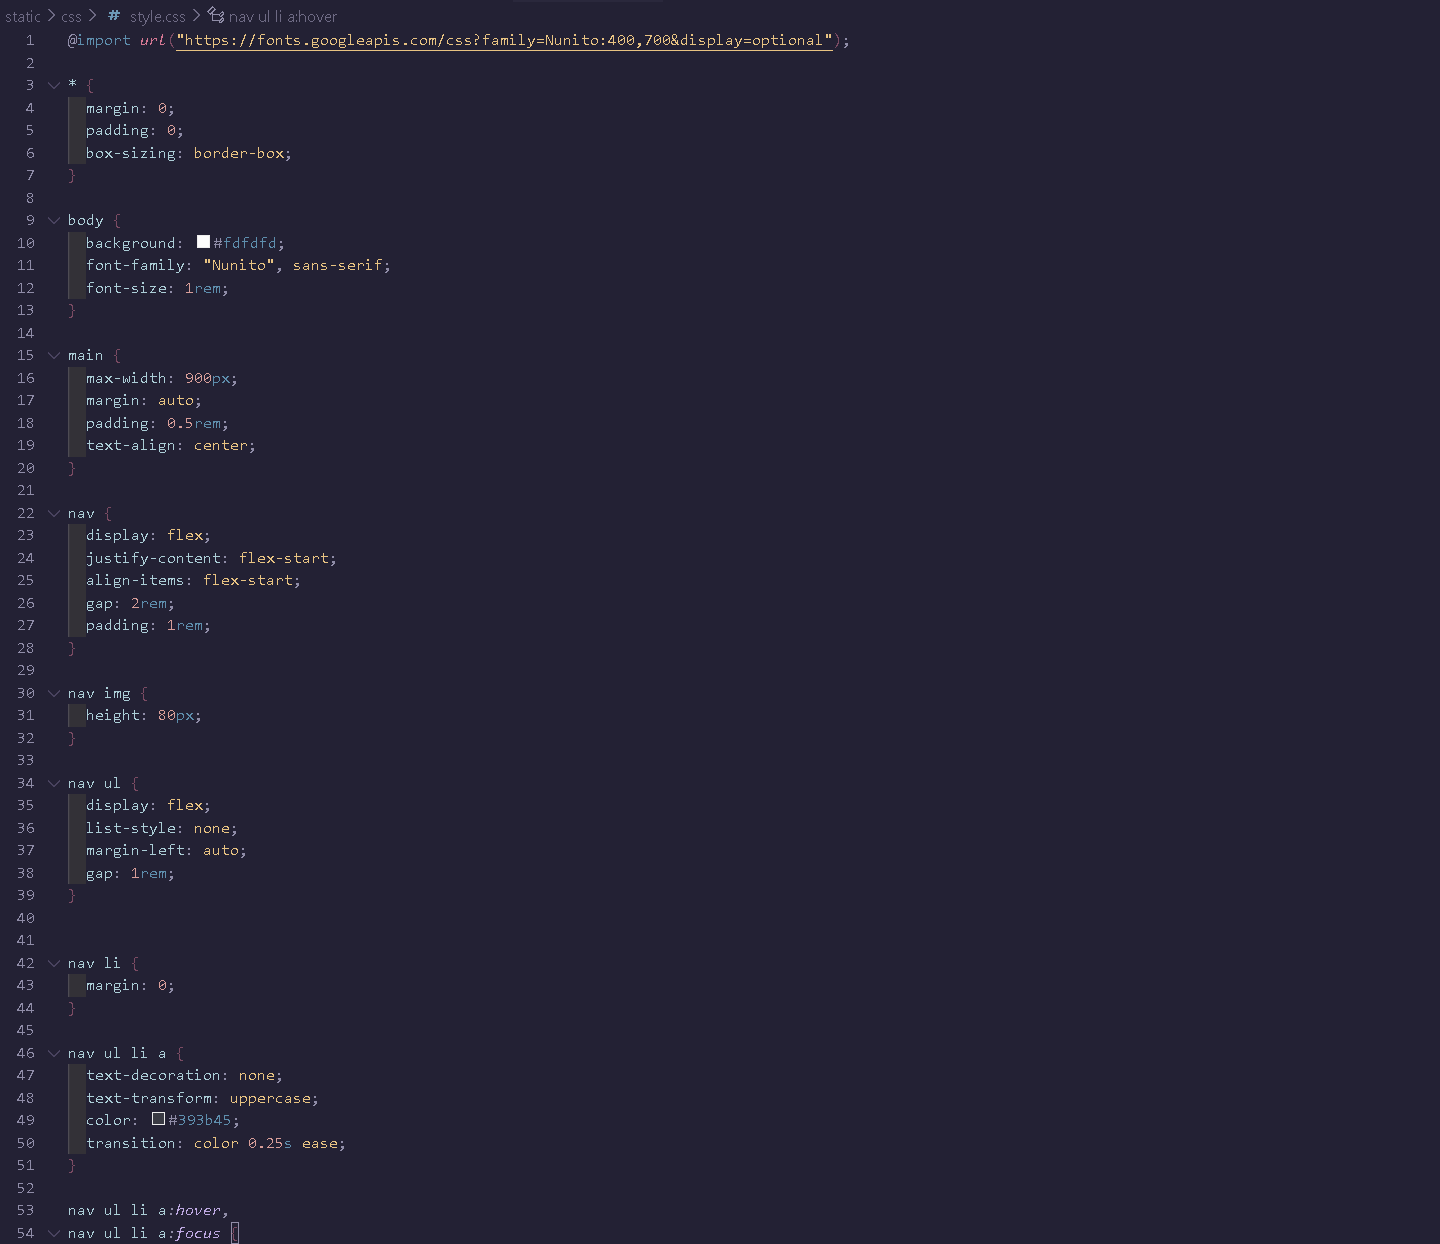 static > css > # style.css > nav ul li a:hover
1 @import url("https://fonts.googleapis.com/css?family=Nunito:400,700&display=optional");
2
3 * {
4 margin: 0;
5 padding: 0;
6 box-sizing: border-box;
7 }
8
9 body {
10 background: #fdfdfd;
11 font-family: "Nunito", sans-serif;
12 font-size: 1rem;
13 }
14
15 main {
16 max-width: 900px;
17 margin: auto;
18 padding: 0.5rem;
19 text-align: center;
20 }
21
22 nav {
23 display: flex;
24 justify-content: flex-start;
25 align-items: flex-start;
26 gap: 2rem;
27 padding: 1rem;
28 }
29
30 nav img {
31 height: 80px;
32 }
33
34 nav ul {
35 display: flex;
36 list-style: none;
37 margin-left: auto;
38 gap: 1rem;
39 }
40
41
42 nav li {
43 margin: 0;
44 }
45
46 nav ul li a {
47 text-decoration: none;
48 text-transform: uppercase;
49 color: #393b45;
50 transition: color 0.25s ease;
51 }
52
53 nav ul li a:hover,
54 nav ul li a:focus {